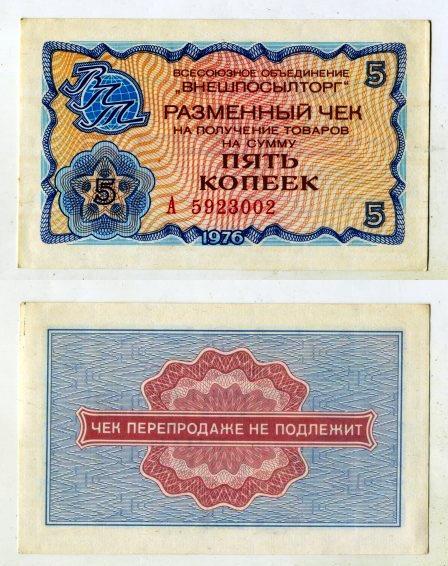 ВПТ
ВСЕСОЮЗНОЕ ОБЪЕДИНЕНИЕ
„ВНЕШПОСЫЛТОРГ"
5
РАЗМЕННЫЙ ЧЕК
НА ПОЛУЧЕНИЕ ТОВАРОВ
НА СУММУ
ПЯТЬ
КОПЕЕК
5
А 5923002
5
1976
ЧЕК ПЕРЕПРОДАЖЕ НЕ ПОДЛЕЖИТ